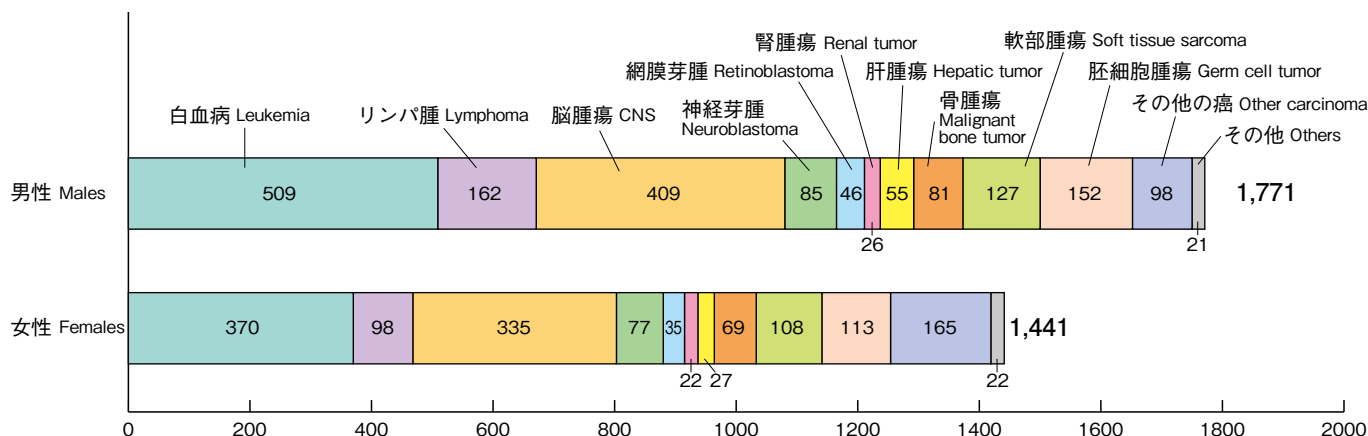 腎腫瘍 Renal tumor
軟部腫瘍 Soft tissue sarcoma
網膜芽腫 Retinoblastoma
肝腫瘍 Hepatic tumor
胚細胞腫瘍 Germ cell tumor
白血病 Leukemia
リンパ腫 Lymphoma
脳腫瘍 CNS
神経芽腫
Neuroblastoma
骨腫瘍
Malignant
bone tumor
その他の癌 Other carcinoma
その他 Others
男性 Males
509
162
409
85
46
55
81
127
152
98
1,771
26
21
女性 Females
370
98
335
77
35
69
108
113
165
1,441
22
27
22
0
200
400
600
800
1000
1200
1400
1600
1800
2000